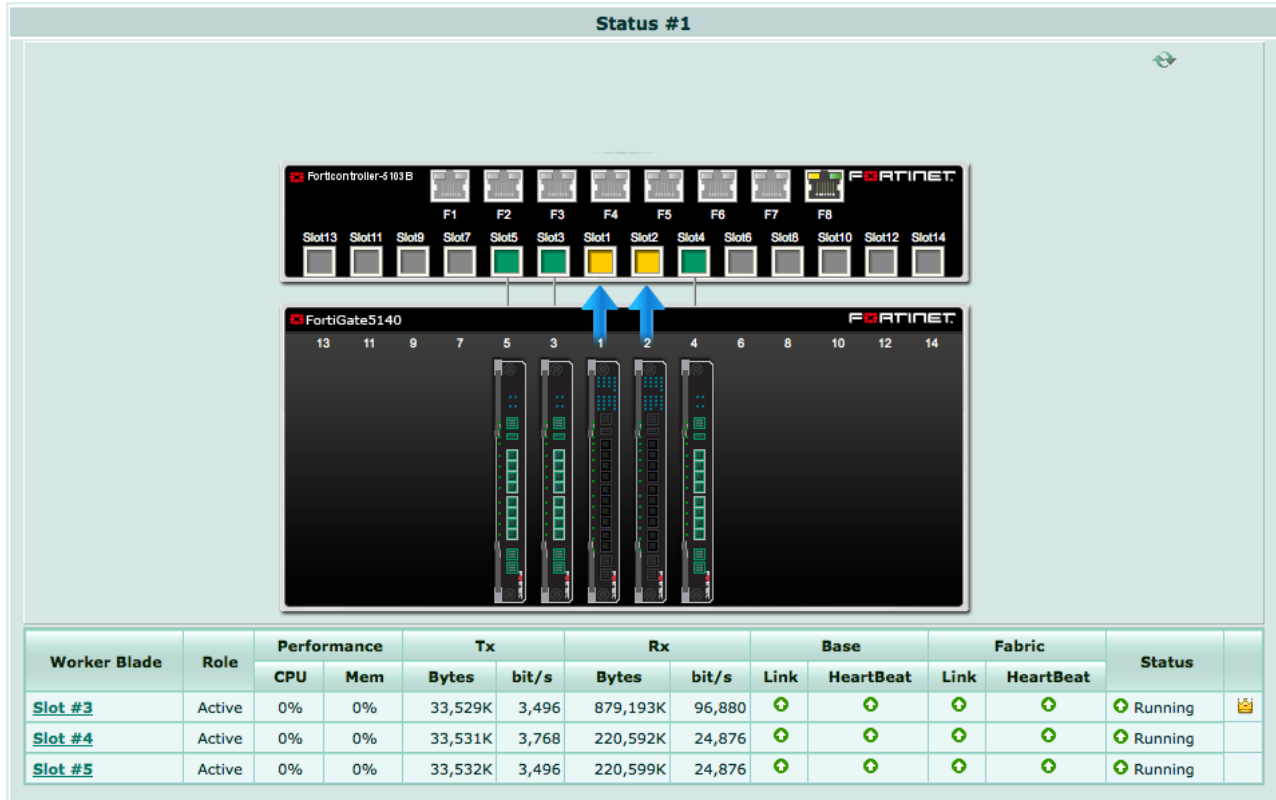 Status #1
Forticontroller-5103B
FORTINET
F1 F2 F3 F4 F5 F6 F7 F8
Slot13 Slot11 Slot9 Slot7 Slot5 Slot3 Slot1 Slot2 Slot4 Slot6 Slot8 Slot10 Slot12 Slot14
FortiGate5140 FORTINET
13 11 9 7 5 3 1 2 4 6 8 10 12 14
Worker Blade Role Performance Tx Rx Base Fabric Status
CPU Mem Bytes bit/s Bytes bit/s Link HeartBeat Link HeartBeat
Slot #3 Active 0% 0% 33,529K 3,496 879,193K 96,880 Running
Slot #4 Active 0% 0% 33,531K 3,768 220,592K 24,876 Running
Slot #5 Active 0% 0% 33,532K 3,496 220,599K 24,876 Running